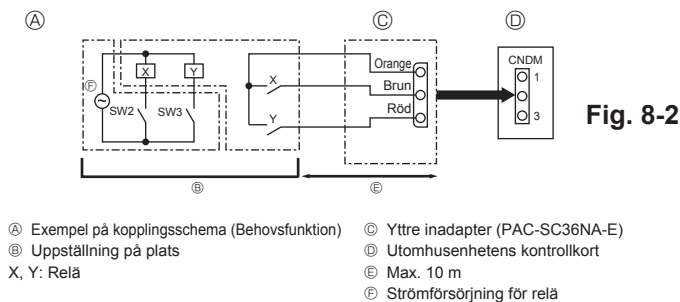 Ⓐ Ⓒ Ⓓ
CNDM
Orange 1
X Y Ⓕ X Brun
SW2 SW3 Röd 3
Y
Fig. 8-2
Ⓑ Ⓔ
Ⓐ Exempel på kopplingsschema (Behovsfunktion)
Ⓑ Uppställning på plats
X, Y: Relä
Ⓒ Yttre inadapter (PAC-SC36NA-E)
Ⓓ Utomhusenhetens kontrollkort
Ⓔ Max. 10 m
Ⓕ Strömförsörjning för relä